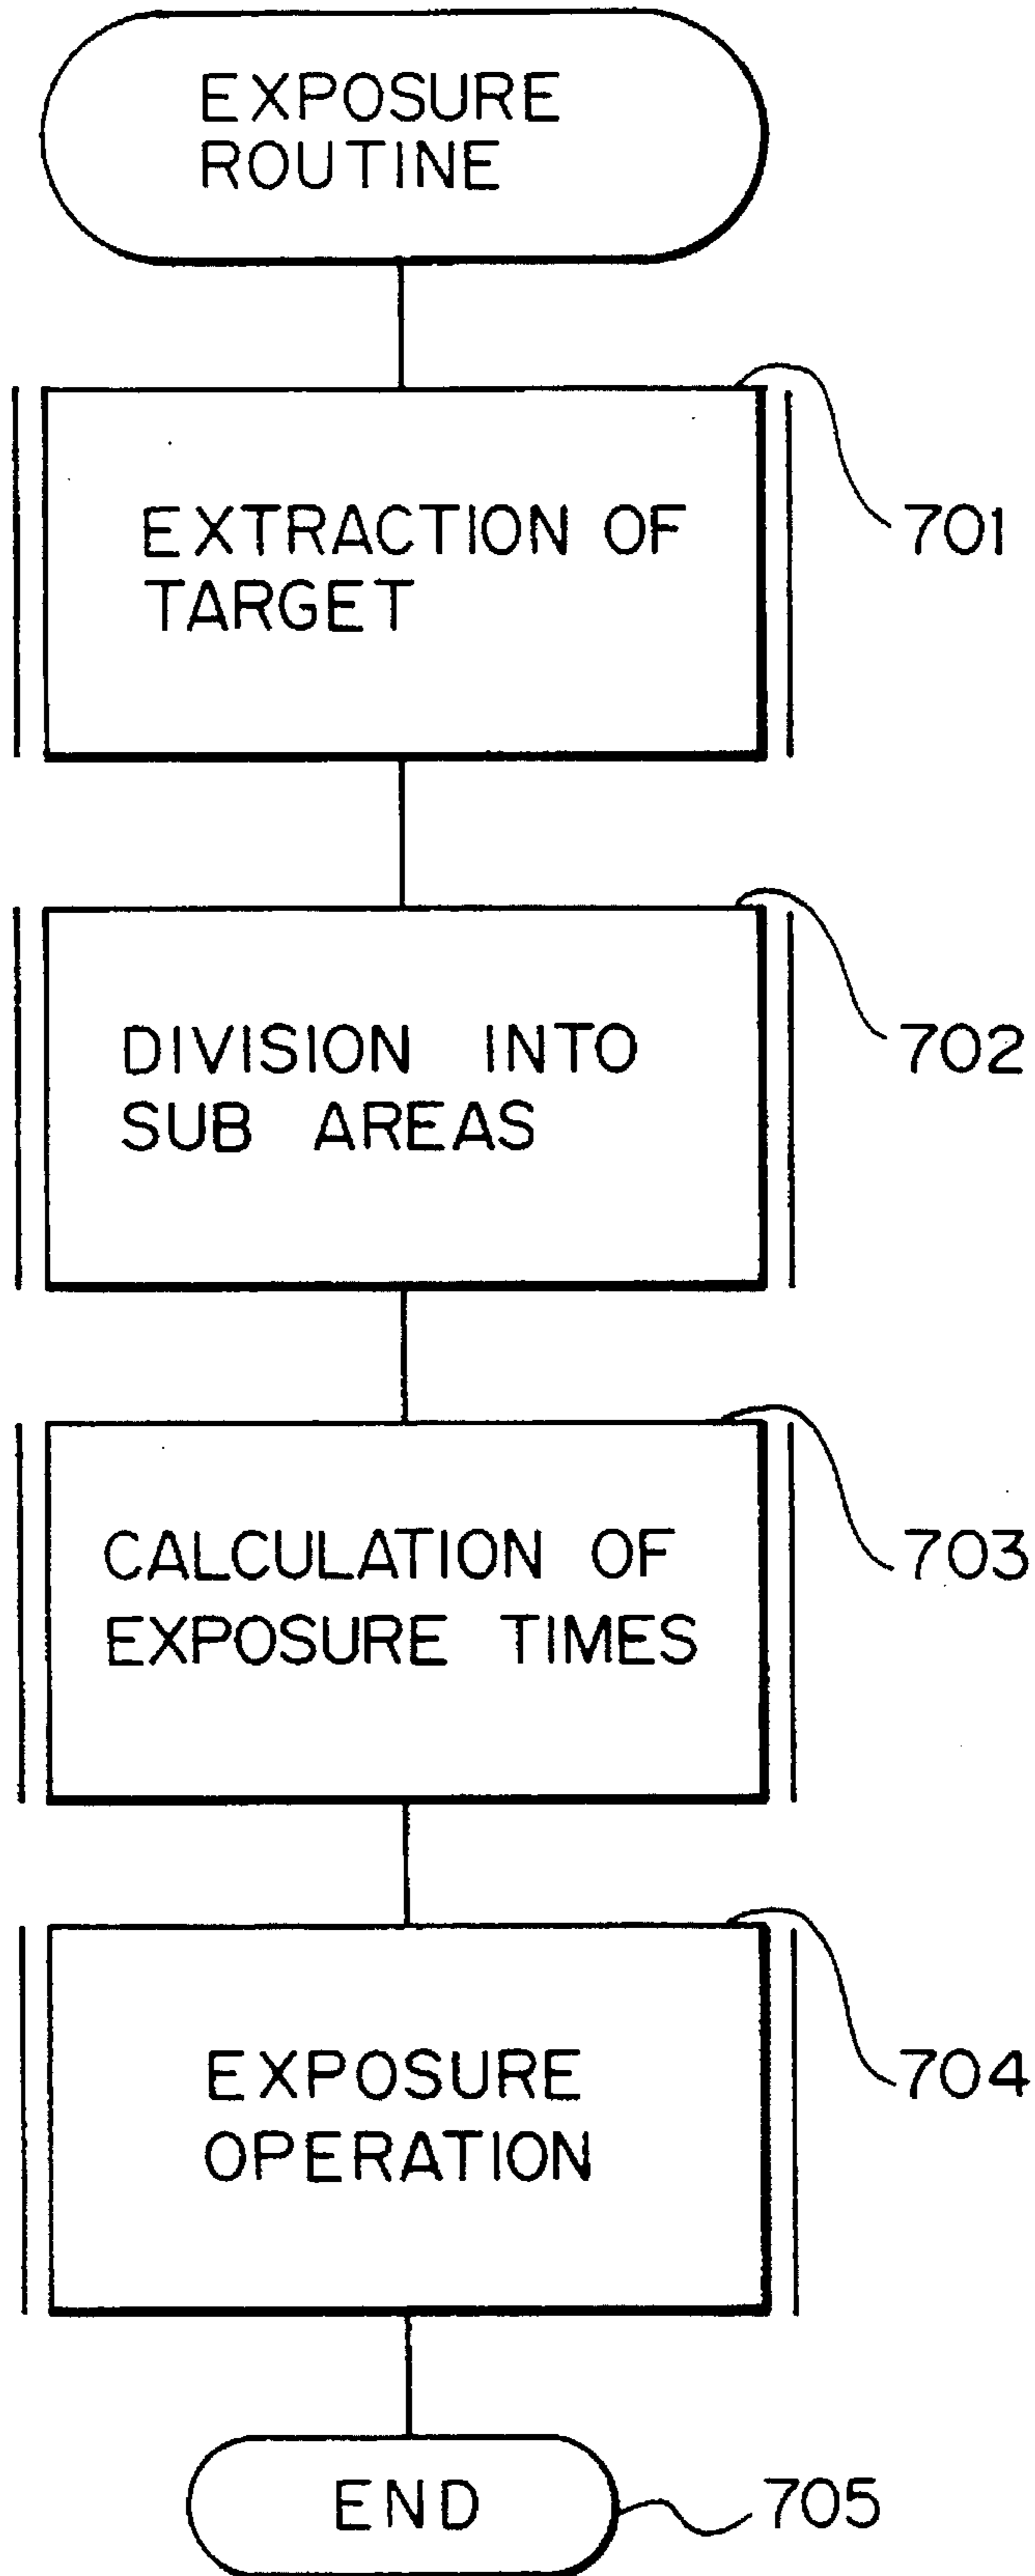 EXPOSURE
ROUTINE
EXTRACTION OF
TARGET
701
DIVISION INTO
SUB AREAS
702
CALCULATION OF
EXPOSURE TIMES
703
EXPOSURE
OPERATION
704
END
705